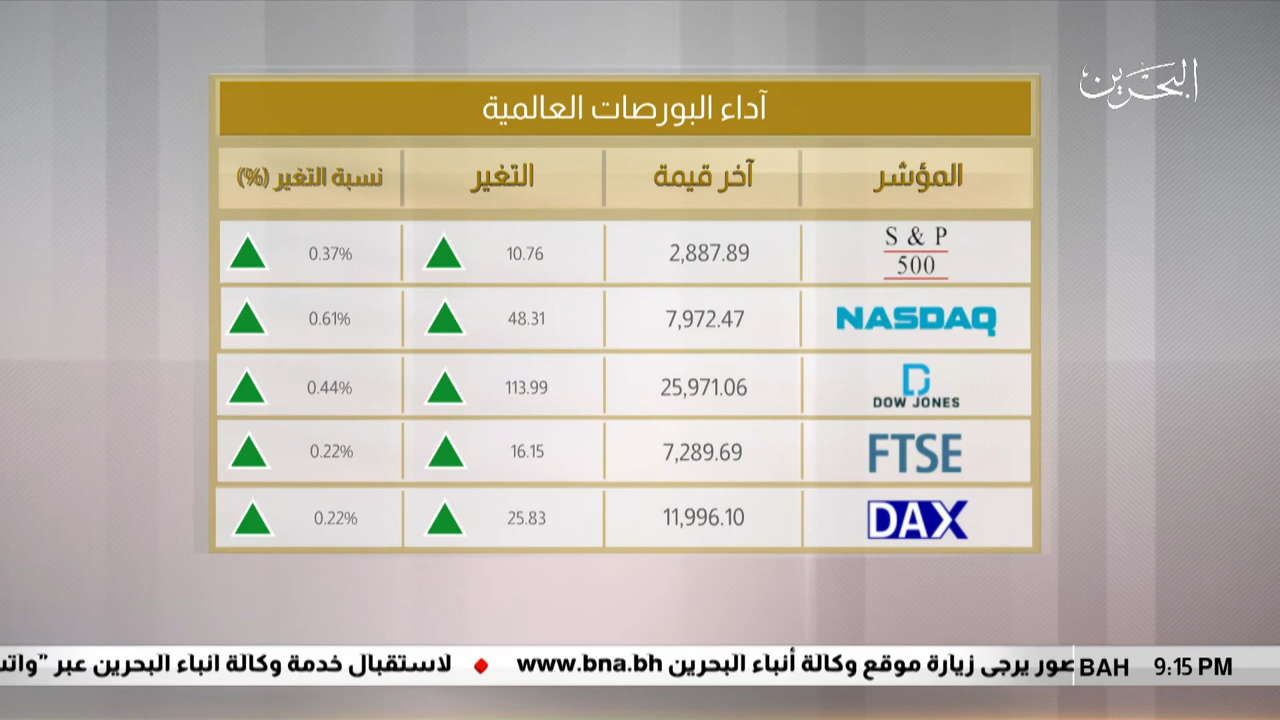 البحرين
آداء البورصات العالمية
المؤشر آخر قيمة التغير نسبة التغير (%)
S & P 500 2,887.89 10.76 0.37%
NASDAQ 7,972.47 48.31 0.61%
DOW JONES 25,971.06 113.99 0.44%
FTSE 7,289.69 16.15 0.22%
DAX 11,996.10 25.83 0.22%
يرجى زيارة موقع وكالة أنباء البحرين www.bna.bh لاستقبال خدمة وكالة انباء البحرين عبر
BAH 9:15 PM